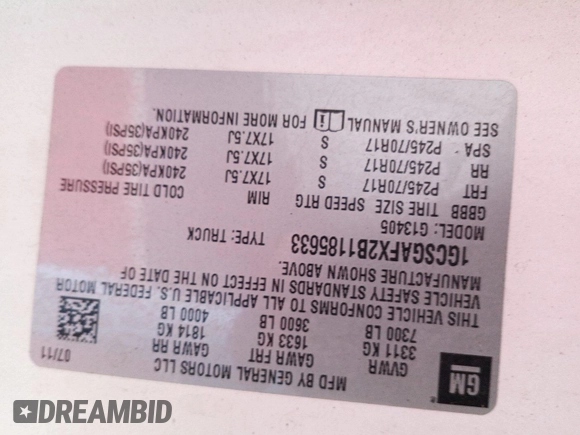 GM
MFD BY GENERAL MOTORS LLC
07/11
GVWR GAWR FRT GAWR RR
3311 KG 1633 KG 1814 KG
7300 LB 3600 LB 4000 LB
THIS VEHICLE CONFORMS TO ALL APPLICABLE U.S. FEDERAL MOTOR
VEHICLE SAFETY STANDARDS IN EFFECT ON THE DATE OF
MANUFACTURE SHOWN ABOVE.
1GCSGAFX2B1185633 TYPE: TRUCK
MODEL: G13405
GBBB TIRE SIZE SPEED RTG RIM COLD TIRE PRESSURE
FRT P245/70R17 S 17X7.5J 240KPA(35PSI)
RR P245/70R17 S 17X7.5J 240KPA(35PSI)
SPA P245/70R17 S 17X7.5J 240KPA(35PSI)
SEE OWNER'S MANUAL i FOR MORE INFORMATION.
DREAMBID